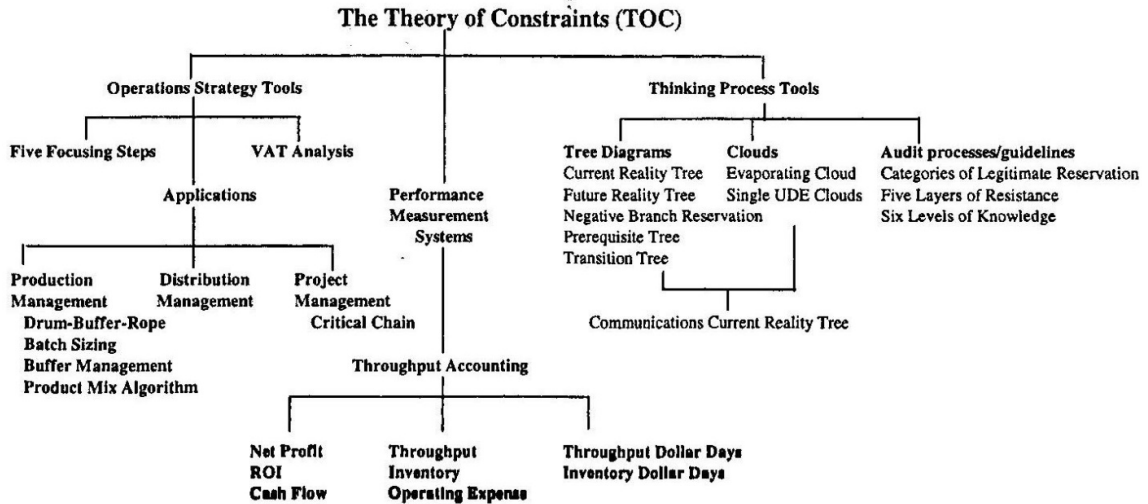 The Theory of Constraints (TOC)
Operations Strategy Tools
Thinking Process Tools
Five Focusing Steps
VAT Analysis
Applications
Production
Management
Drum-Buffer-Rope
Batch Sizing
Buffer Management
Product Mix Algorithm
Distribution
Management
Project
Management
Critical Chain
Performance
Measurement
Systems
Throughput Accounting
Net Profit
ROI
Cash Flow
Throughput
Inventory
Operating Expense
Throughput Dollar Days
Inventory Dollar Days
Tree Diagrams
Current Reality Tree
Future Reality Tree
Negative Branch Reservation
Prerequisite Tree
Transition Tree
Clouds
Evaporating Cloud
Single UDE Clouds
Communications Current Reality Tree
Audit processes/guidelines
Categories of Legitimate Reservation
Five Layers of Resistance
Six Levels of Knowledge